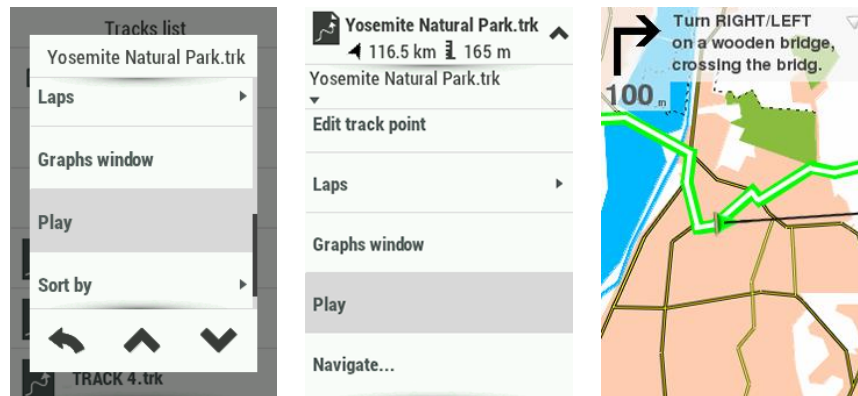 Tracks list
Yosemite Natural Park.trk
Laps
Graphs window
Play
Sort by
TRACK 4.trk
Yosemite Natural Park.trk
116.5 km 165 m
Yosemite Natural Park.trk
Edit track point
Laps
Graphs window
Play
Navigate...
Turn RIGHT/LEFT
on a wooden bridge,
crossing the bridg.
100 m